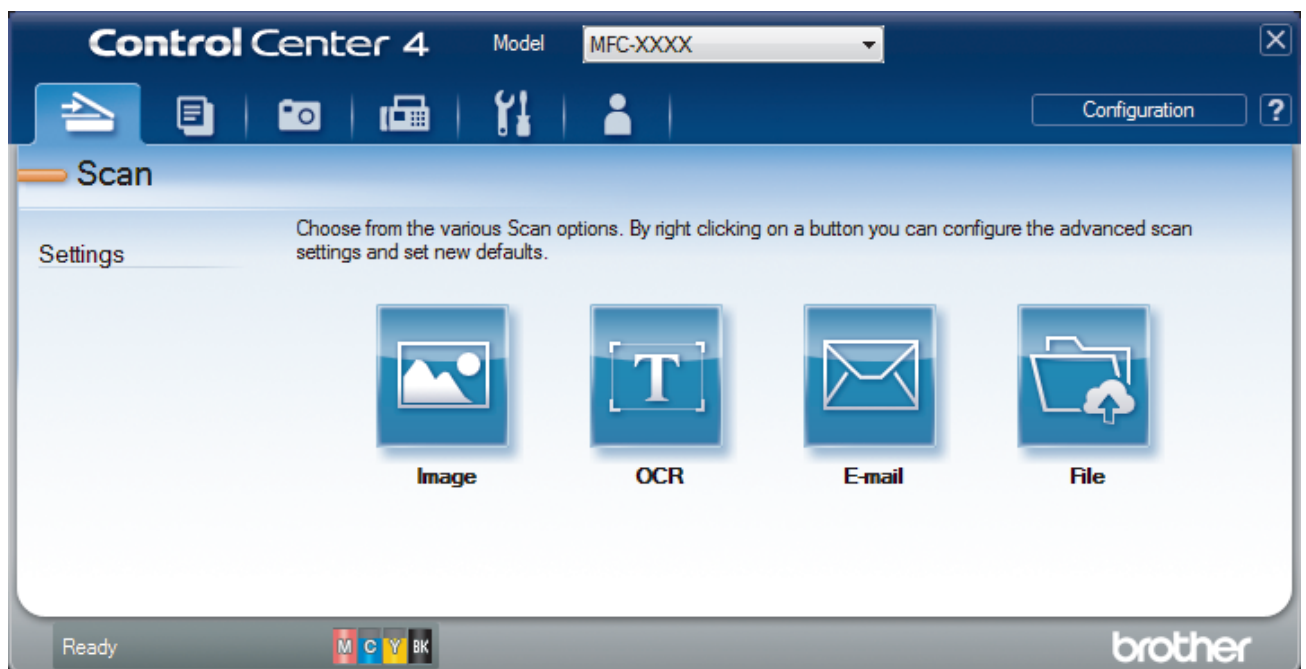 ControlCenter 4 Model MFC-XXXX
Configuration ?
Scan
Settings
Choose from the various Scan options. By right clicking on a button you can configure the advanced scan
settings and set new defaults.
T
Image OCR E-mail File
Ready M C Y BK brother